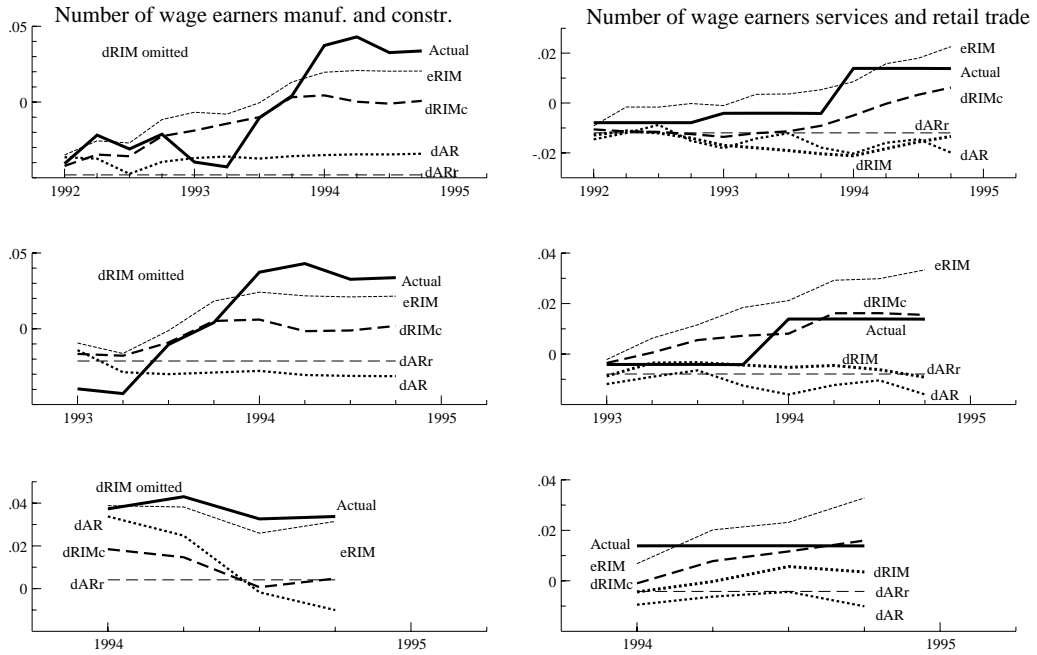 Number of wage earners manuf. and constr.
.05
dRIM omitted
Actual
eRIM
0
dRIMc
dAR
dARr
1992
1993
1994
1995
Number of wage earners services and retail trade
.02
eRIM
Actual
dRIMc
0
dARr
-.02
dAR
dRIM
1992
1993
1994
1995
.05
dRIM omitted
Actual
eRIM
0
dRIMc
dARr
dAR
1993
1994
1995
.04
eRIM
.02
dRIMc
Actual
0
dRIM
dARr
dAR
1993
1994
1995
dRIM omitted
.04
Actual
dAR
.02
dRIMc
eRIM
dARr
0
1994
1995
.04
.02
Actual
eRIM
dRIM
0
dRIMc
dARr
dAR
1994
1995